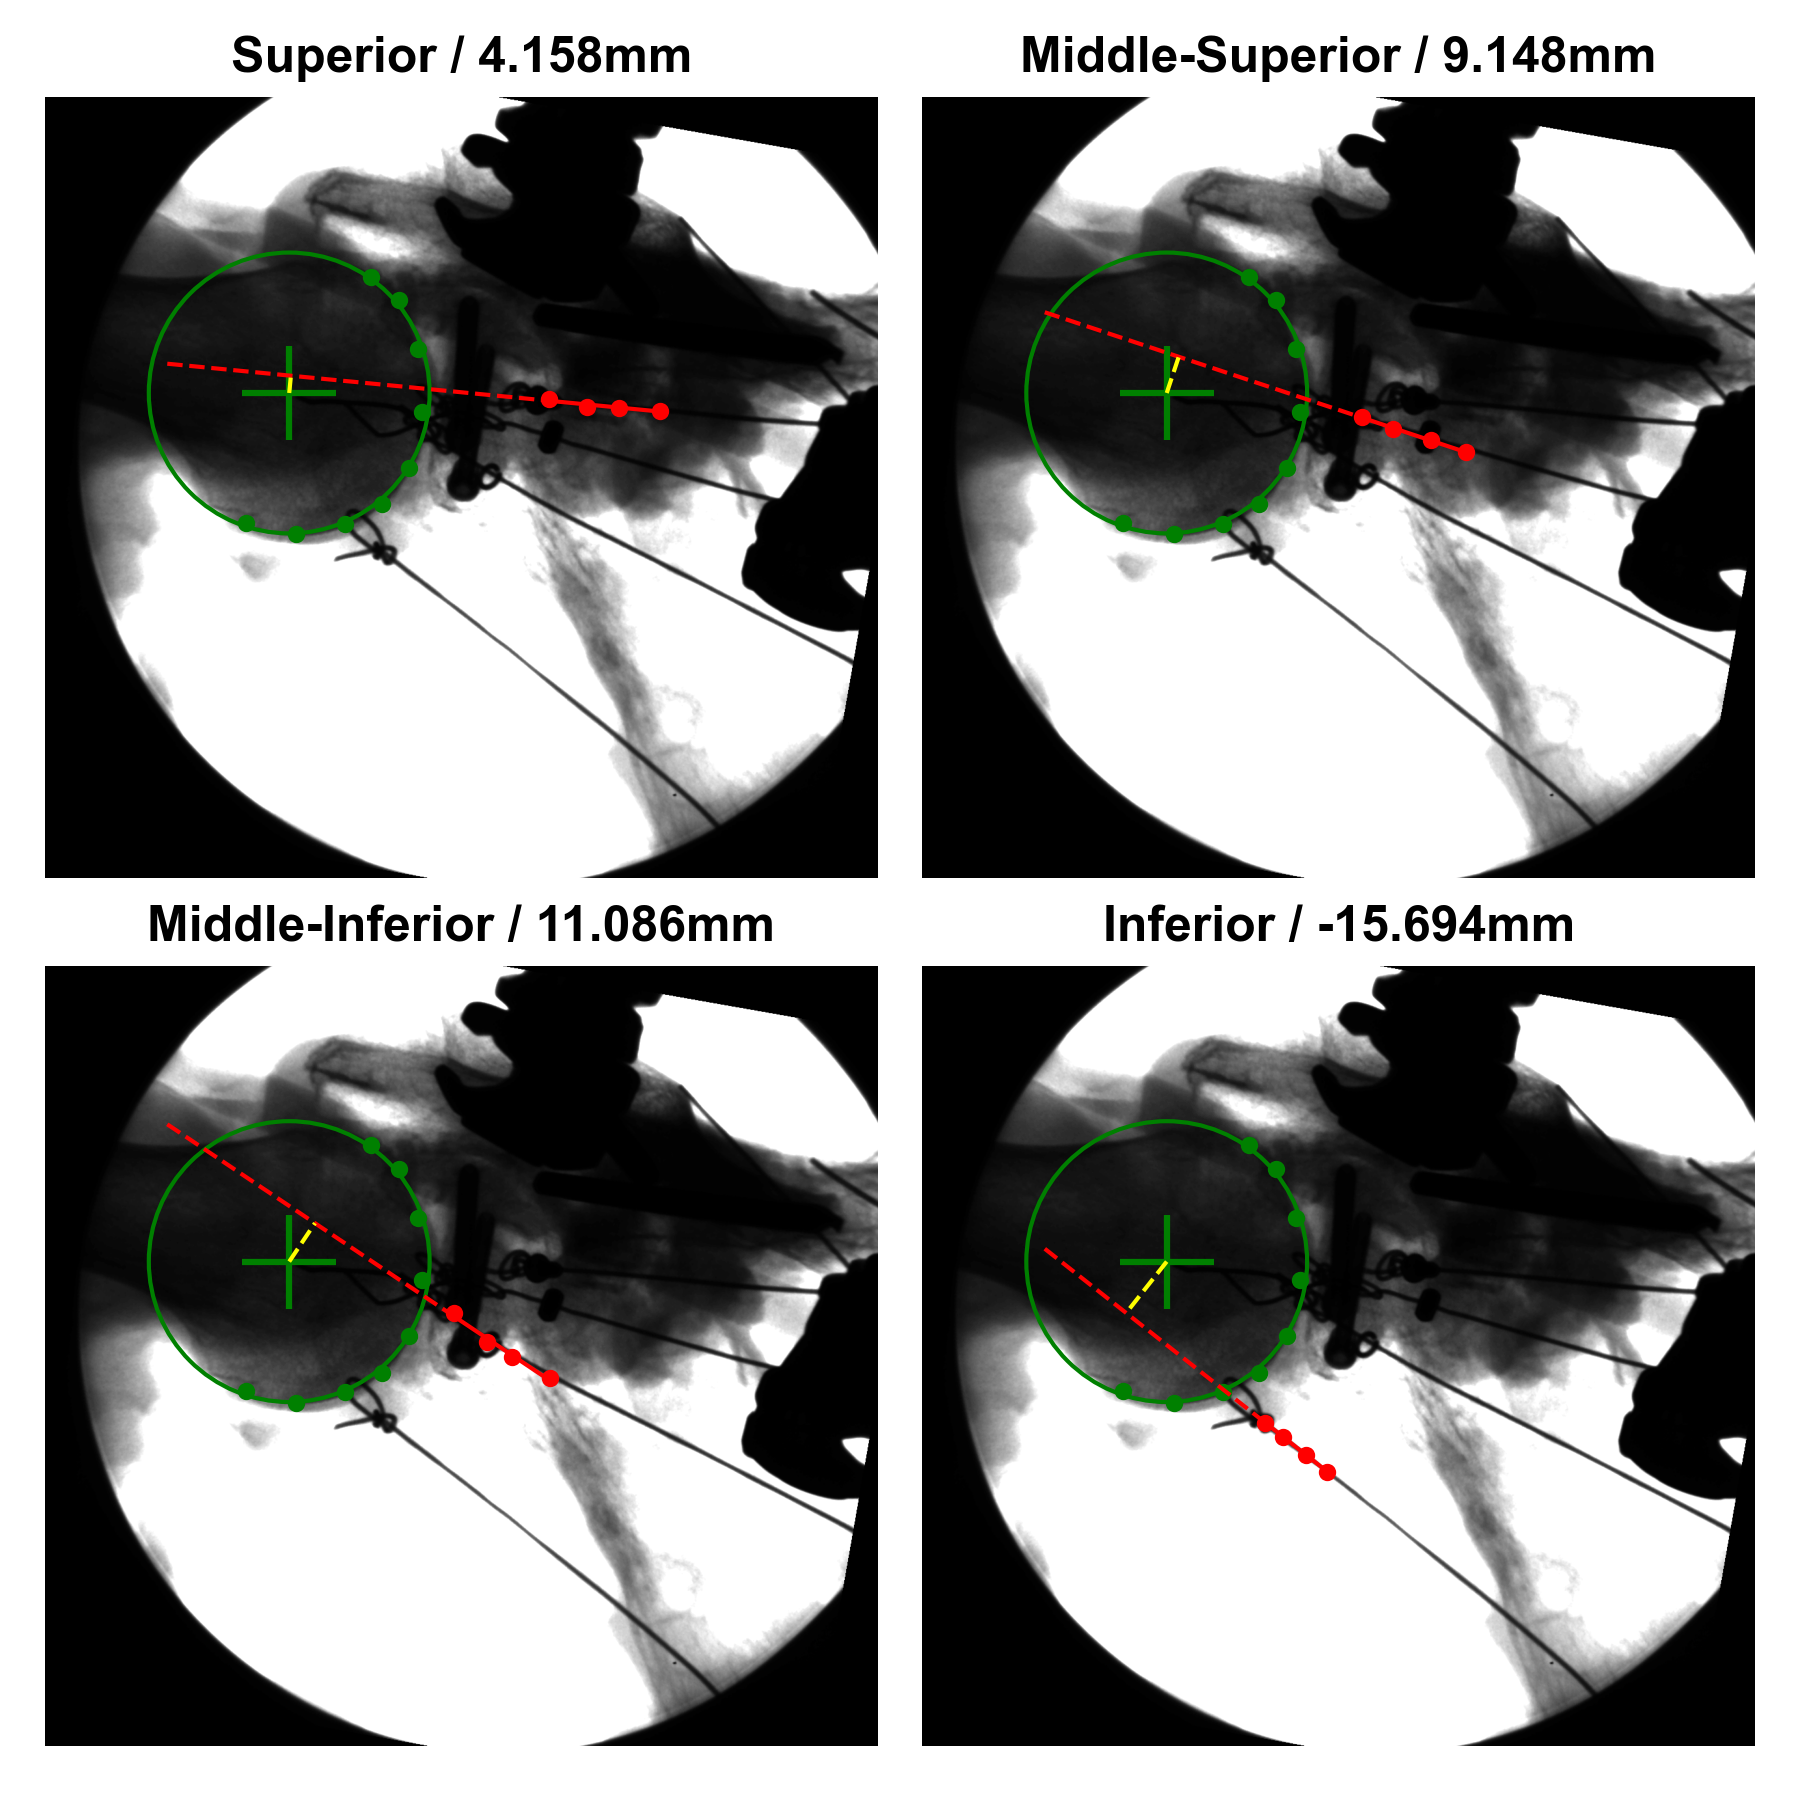 Superior / 4.158mm
Middle-Superior / 9.148mm
Middle-Inferior / 11.086mm
Inferior / -15.694mm